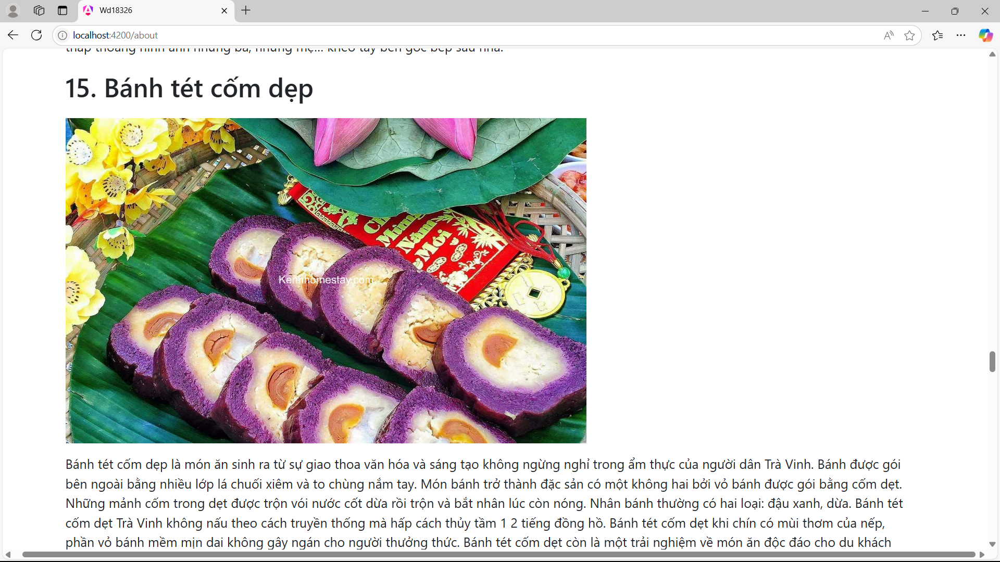 Wd18326
localhost:4200/about
15. Bánh tét cốm dẹp
Mừng
Năm
Mới
Kennhomestay.com
Bánh tét cốm dẹp là món ăn sinh ra từ sự giao thoa văn hóa và sáng tạo không ngừng nghỉ trong ẩm thực của người dân Trà Vinh. Bánh được gói
bên ngoài bằng nhiều lớp lá chuối xiêm và to chùng nắm tay. Món bánh trở thành đặc sản có một không hai bởi vỏ bánh được gói bằng cốm dẹt.
Những mảnh cốm trong dẹt được trộn vói nước cốt dừa rồi trộn và bắt nhân lúc còn nóng. Nhân bánh thường có hai loại: đậu xanh, dừa. Bánh tét
cốm dẹt Trà Vinh không nấu theo cách truyền thống mà hấp cách thủy tầm 1 2 tiếng đồng hồ. Bánh tét cốm dẹt khi chín có mùi thơm của nếp,
phần vỏ bánh mềm mịn dai không gây ngán cho người thưởng thức. Bánh tét cốm dẹt còn là một trải nghiệm về món ăn độc đáo cho du khách